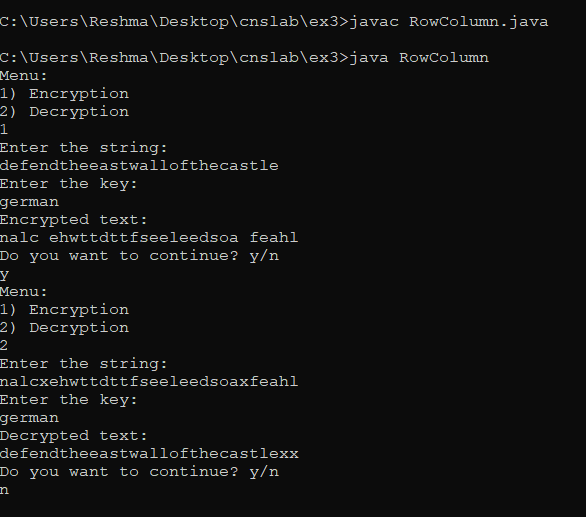 C:\Users\Reshma\Desktop\cnslab\ex3>javac RowColumn.java
C:\Users\Reshma\Desktop\cnslab\ex3>java RowColumn
Menu:
1) Encryption
2) Decryption
1
Enter the string:
defendtheeastwallofthecastle
Enter the key:
german
Encrypted text:
nalc ehwttdttfseeleedsoa feahl
Do you want to continue? y/n
y
Menu:
1) Encryption
2) Decryption
2
Enter the string:
nalcxehwttdttfseeleedsoaxfeahl
Enter the key:
german
Decrypted text:
defendtheeastwallofthecastlexx
Do you want to continue? y/n
n